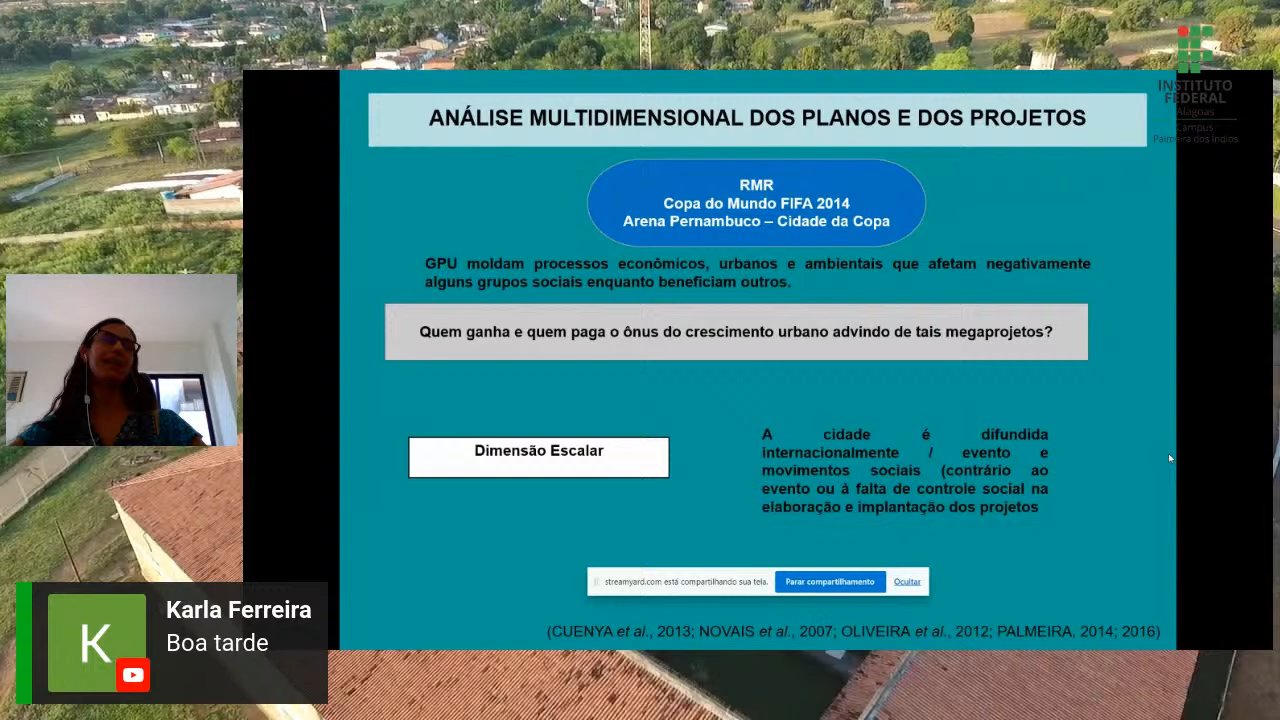 ANÁLISE MULTIDIMENSIONAL DOS PLANOS E DOS PROJETOS
INSTITUTO
FEDERAL
Alagoas
Campus
Palmeira dos Índios
RMR
Copa do Mundo FIFA 2014
Arena Pernambuco – Cidade da Copa
GPU moldam processos econômicos, urbanos e ambientais que afetam negativamente
alguns grupos sociais enquanto beneficiam outros.
Quem ganha e quem paga o ônus do crescimento urbano advindo de tais megaprojetos?
Dimensão Escalar
A cidade é difundida
internacionalmente / evento e
movimentos sociais (contrário ao
evento ou à falta de controle social na
elaboração e implantação dos projetos
streamyard.com está compartilhando sua tela.
Parar compartilhamento
Ocultar
(CUENYA et al., 2013; NOVAIS et al., 2007; OLIVEIRA et al., 2012; PALMEIRA, 2014; 2016)
K
Karla Ferreira
Boa tarde